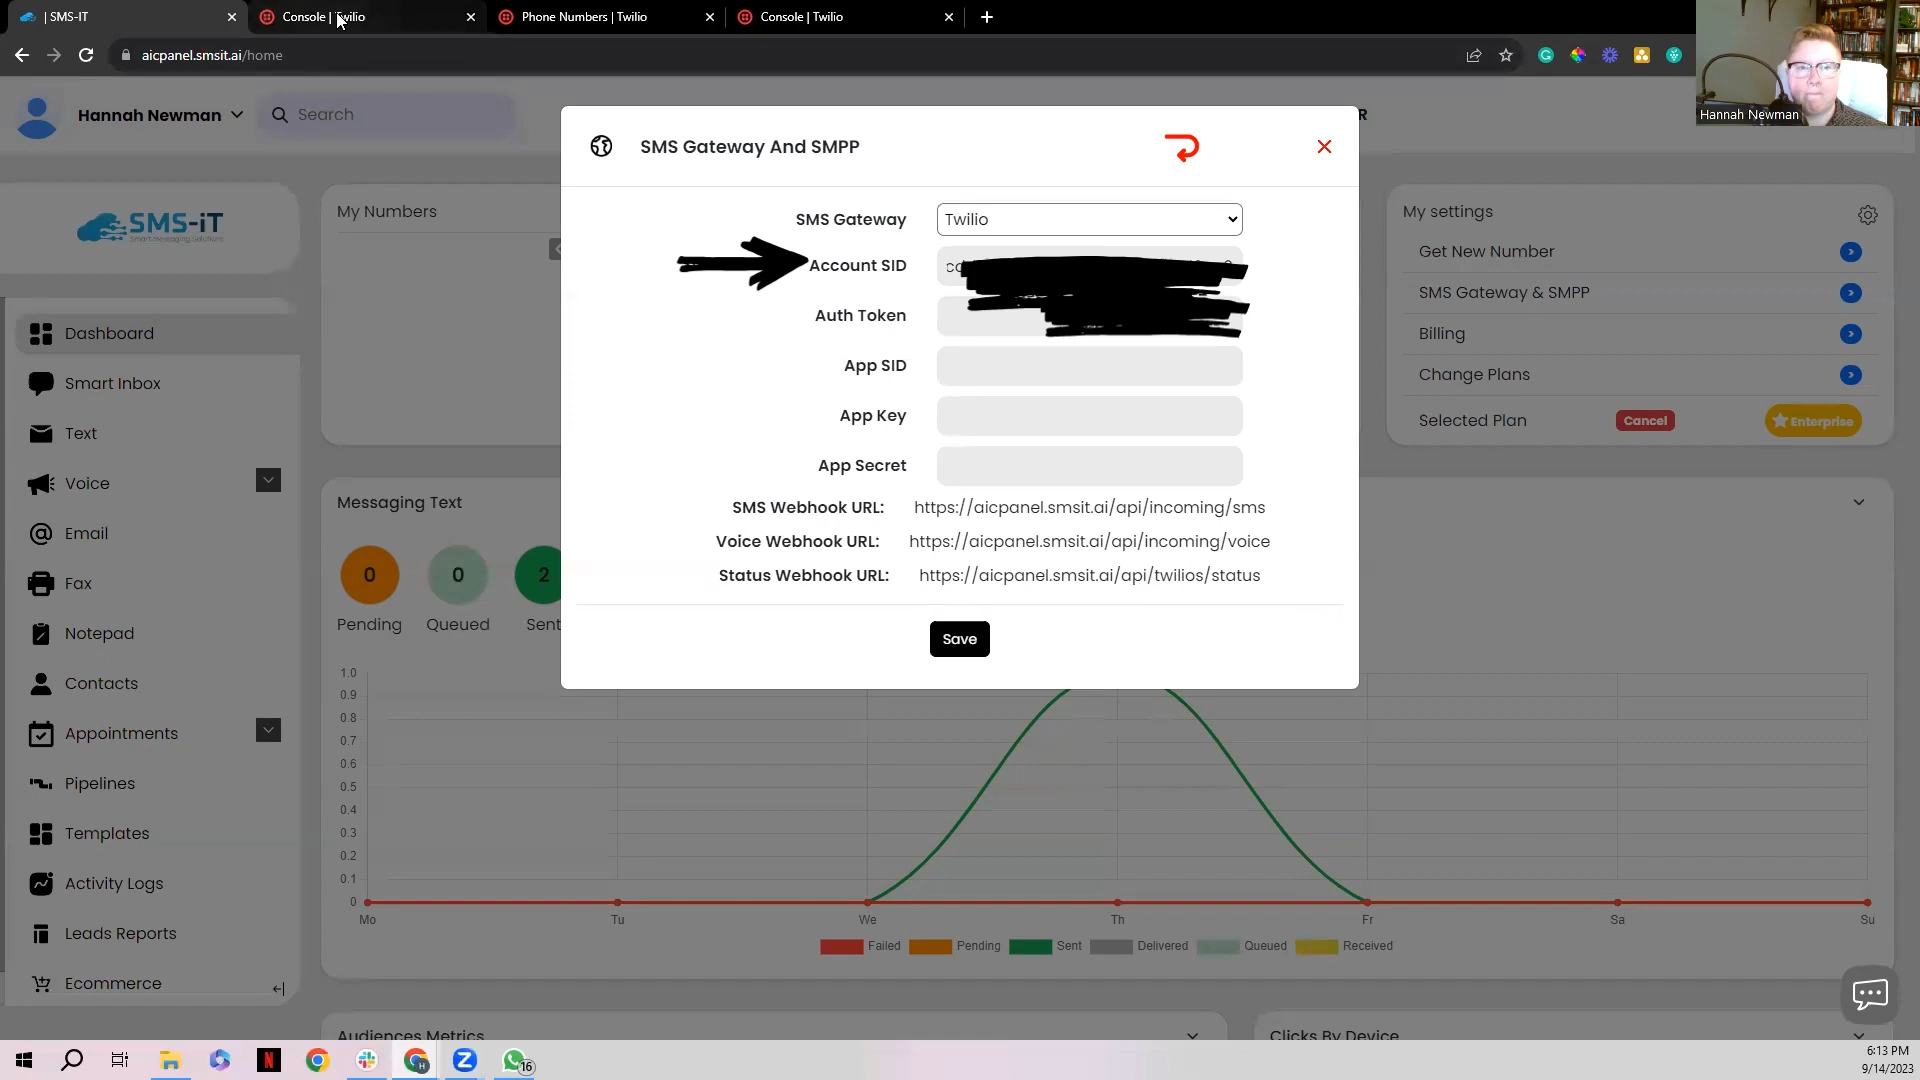 | SMS-IT
Console | Twilio
Phone Numbers | Twilio
Console | Twilio
aicpanel.smsit.ai/home
Hannah Newman
Search
R
Hannah Newman
SMS-iT
Smart Messaging Solutions
Dashboard
Smart Inbox
Text
Voice
Email
Fax
Notepad
Contacts
Appointments
Pipelines
Templates
Activity Logs
Leads Reports
Ecommerce
My Numbers
SMS Gateway And SMPP
SMS Gateway
Twilio
Account SID
Auth Token
App SID
App Key
App Secret
SMS Webhook URL: https://aicpanel.smsit.ai/api/incoming/sms
Voice Webhook URL: https://aicpanel.smsit.ai/api/incoming/voice
Status Webhook URL: https://aicpanel.smsit.ai/api/twilios/status
Save
My settings
Get New Number
SMS Gateway & SMPP
Billing
Change Plans
Selected Plan
Cancel
Enterprise
Messaging Text
0
0
2
Pending
Queued
Sent
1.0
0.9
0.8
0.7
0.6
0.5
0.4
0.3
0.2
0.1
0
Mo
Tu
We
Th
Fr
Sa
Su
Failed
Pending
Sent
Delivered
Queued
Received
Audiences Metrics
Clicks By Device
N
H
Z
16
6:13 PM
9/14/2023